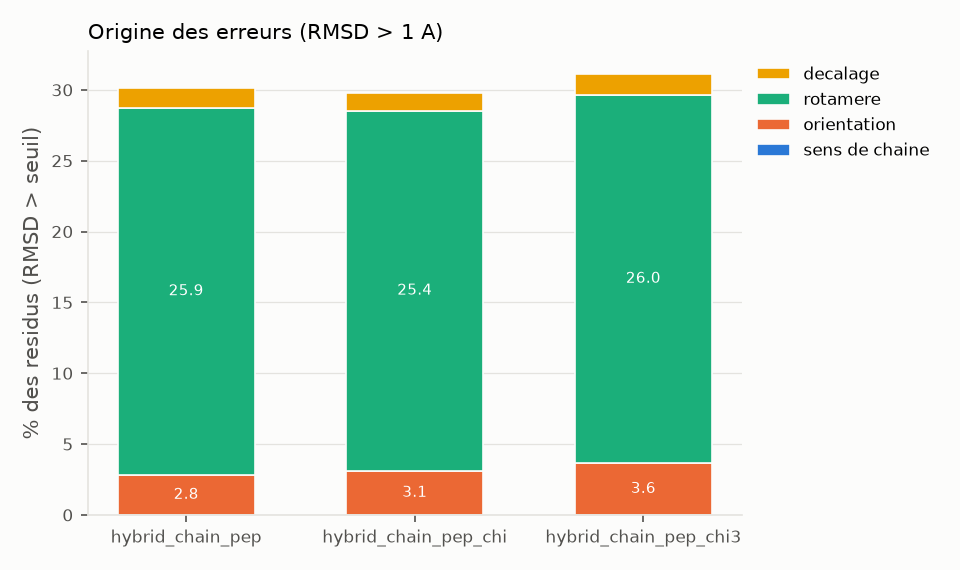 Origine des erreurs (RMSD > 1 A)
decalage
rotamere
orientation
sens de chaine
% des residus (RMSD > seuil)
30
25
20
15
10
5
0
25.9
25.4
26.0
2.8
3.1
3.6
hybrid_chain_pep
hybrid_chain_pep_chi
hybrid_chain_pep_chi3